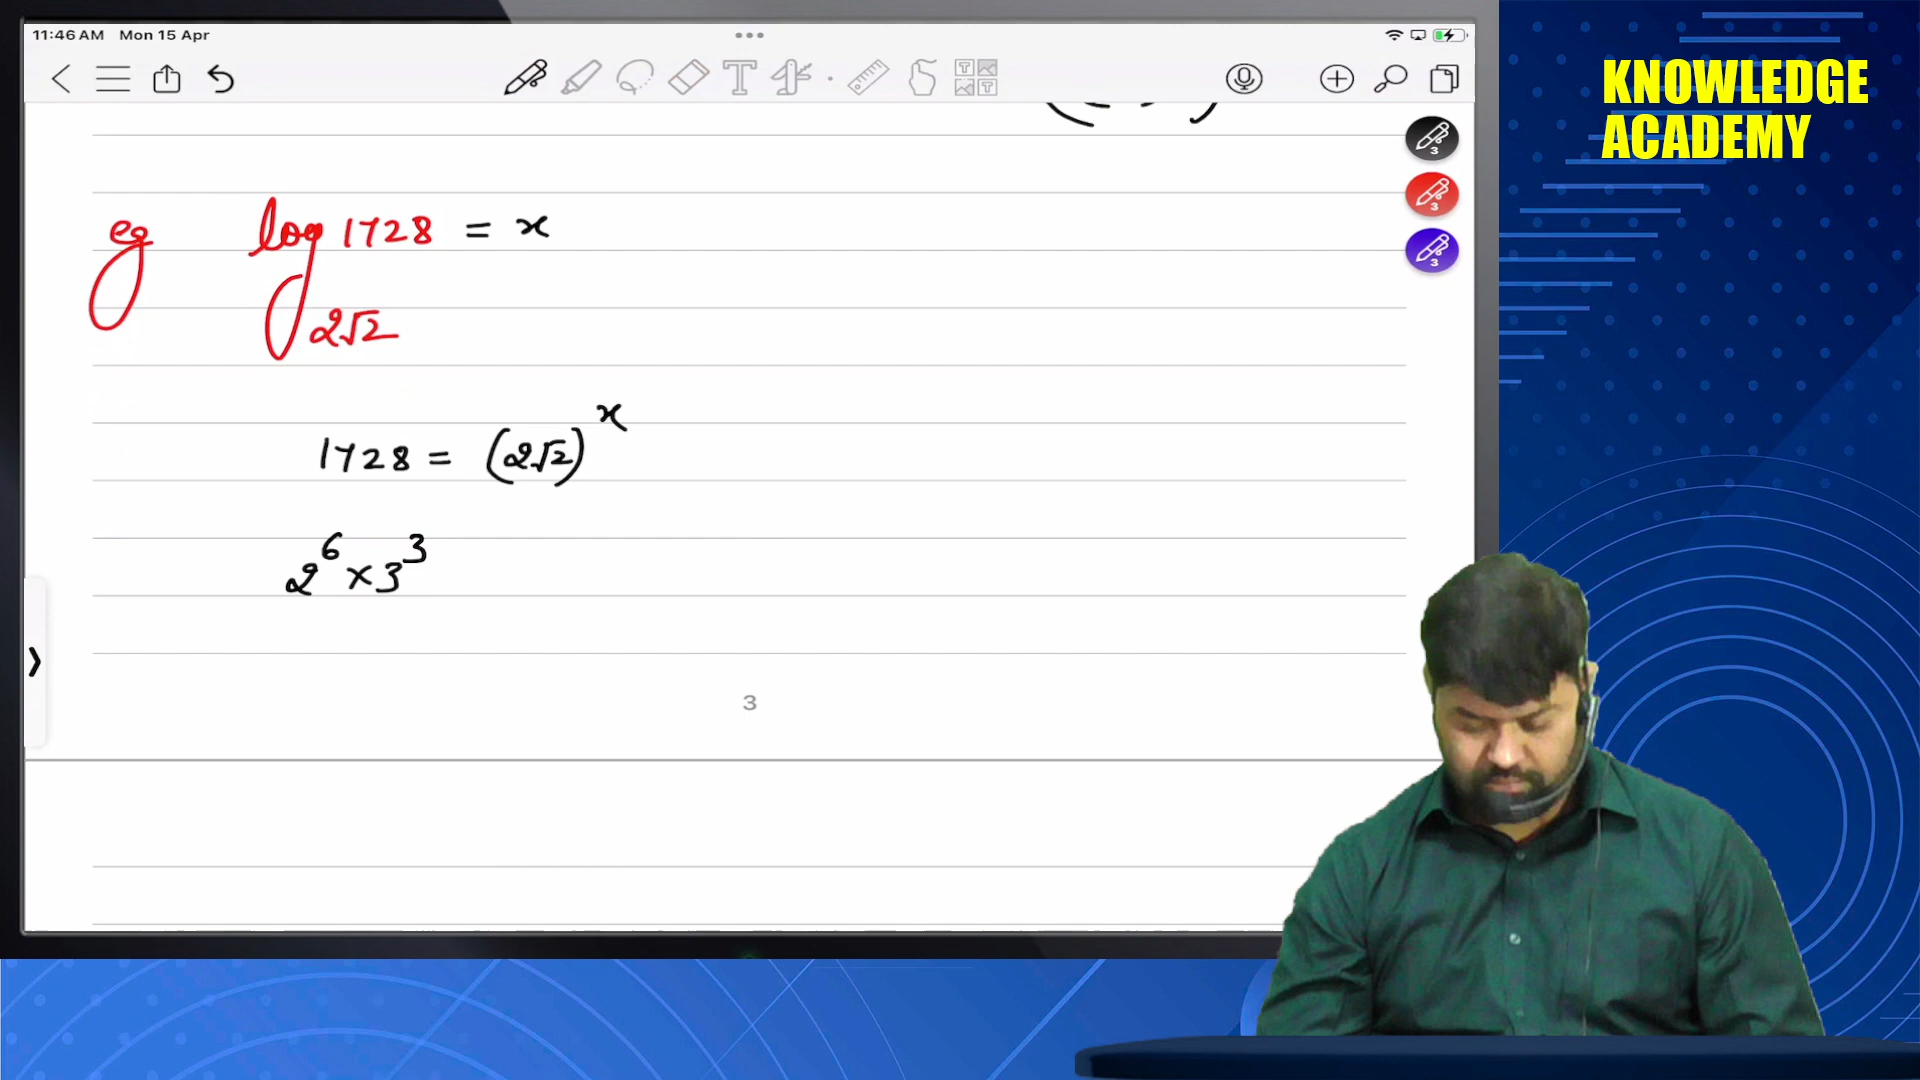 11:46 AM Mon 15 Apr
KNOWLEDGE
ACADEMY
eg log 1728 = x
2√2
1728 = (2√2)^x
2^6 × 3^3
3